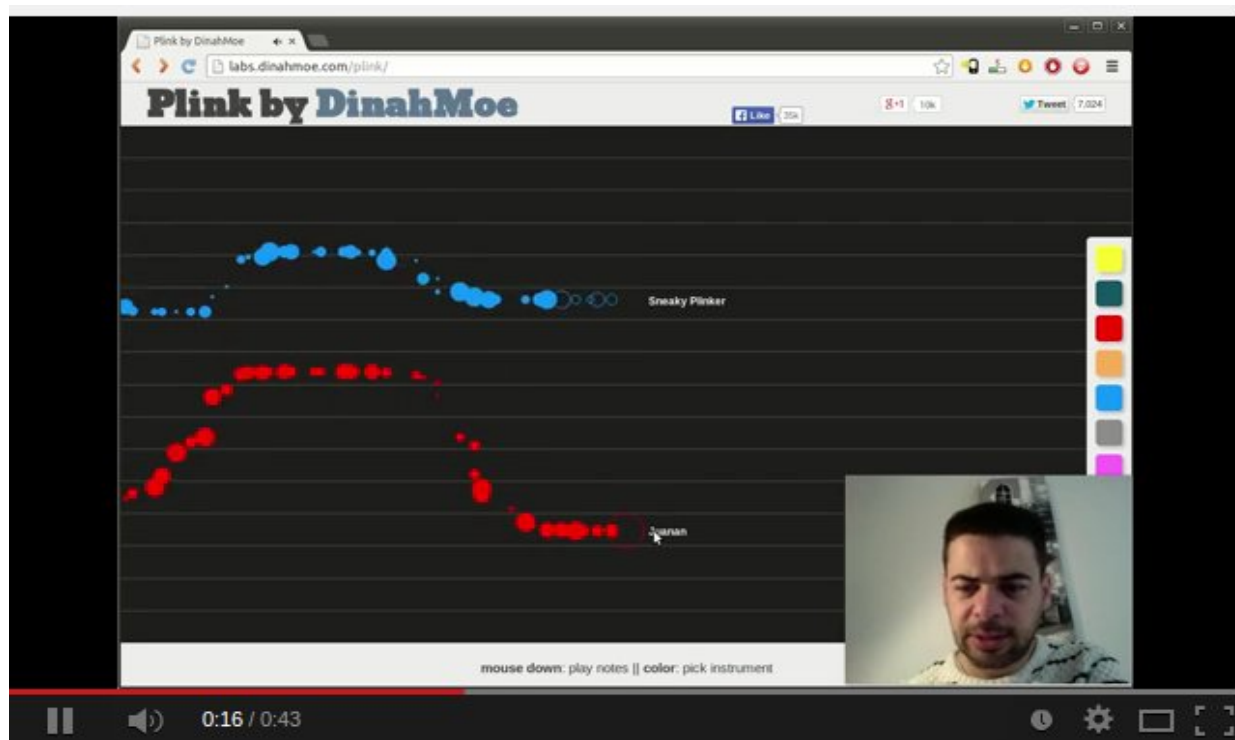 Plink by DinahMoe
labs.dinahmoe.com/plink/
Plink by DinahMoe
Like 35k
g+1 10k
Tweet 7,024
Sneaky Plinker
Juanan
mouse down: play notes || color: pick instrument
0:16 / 0:43